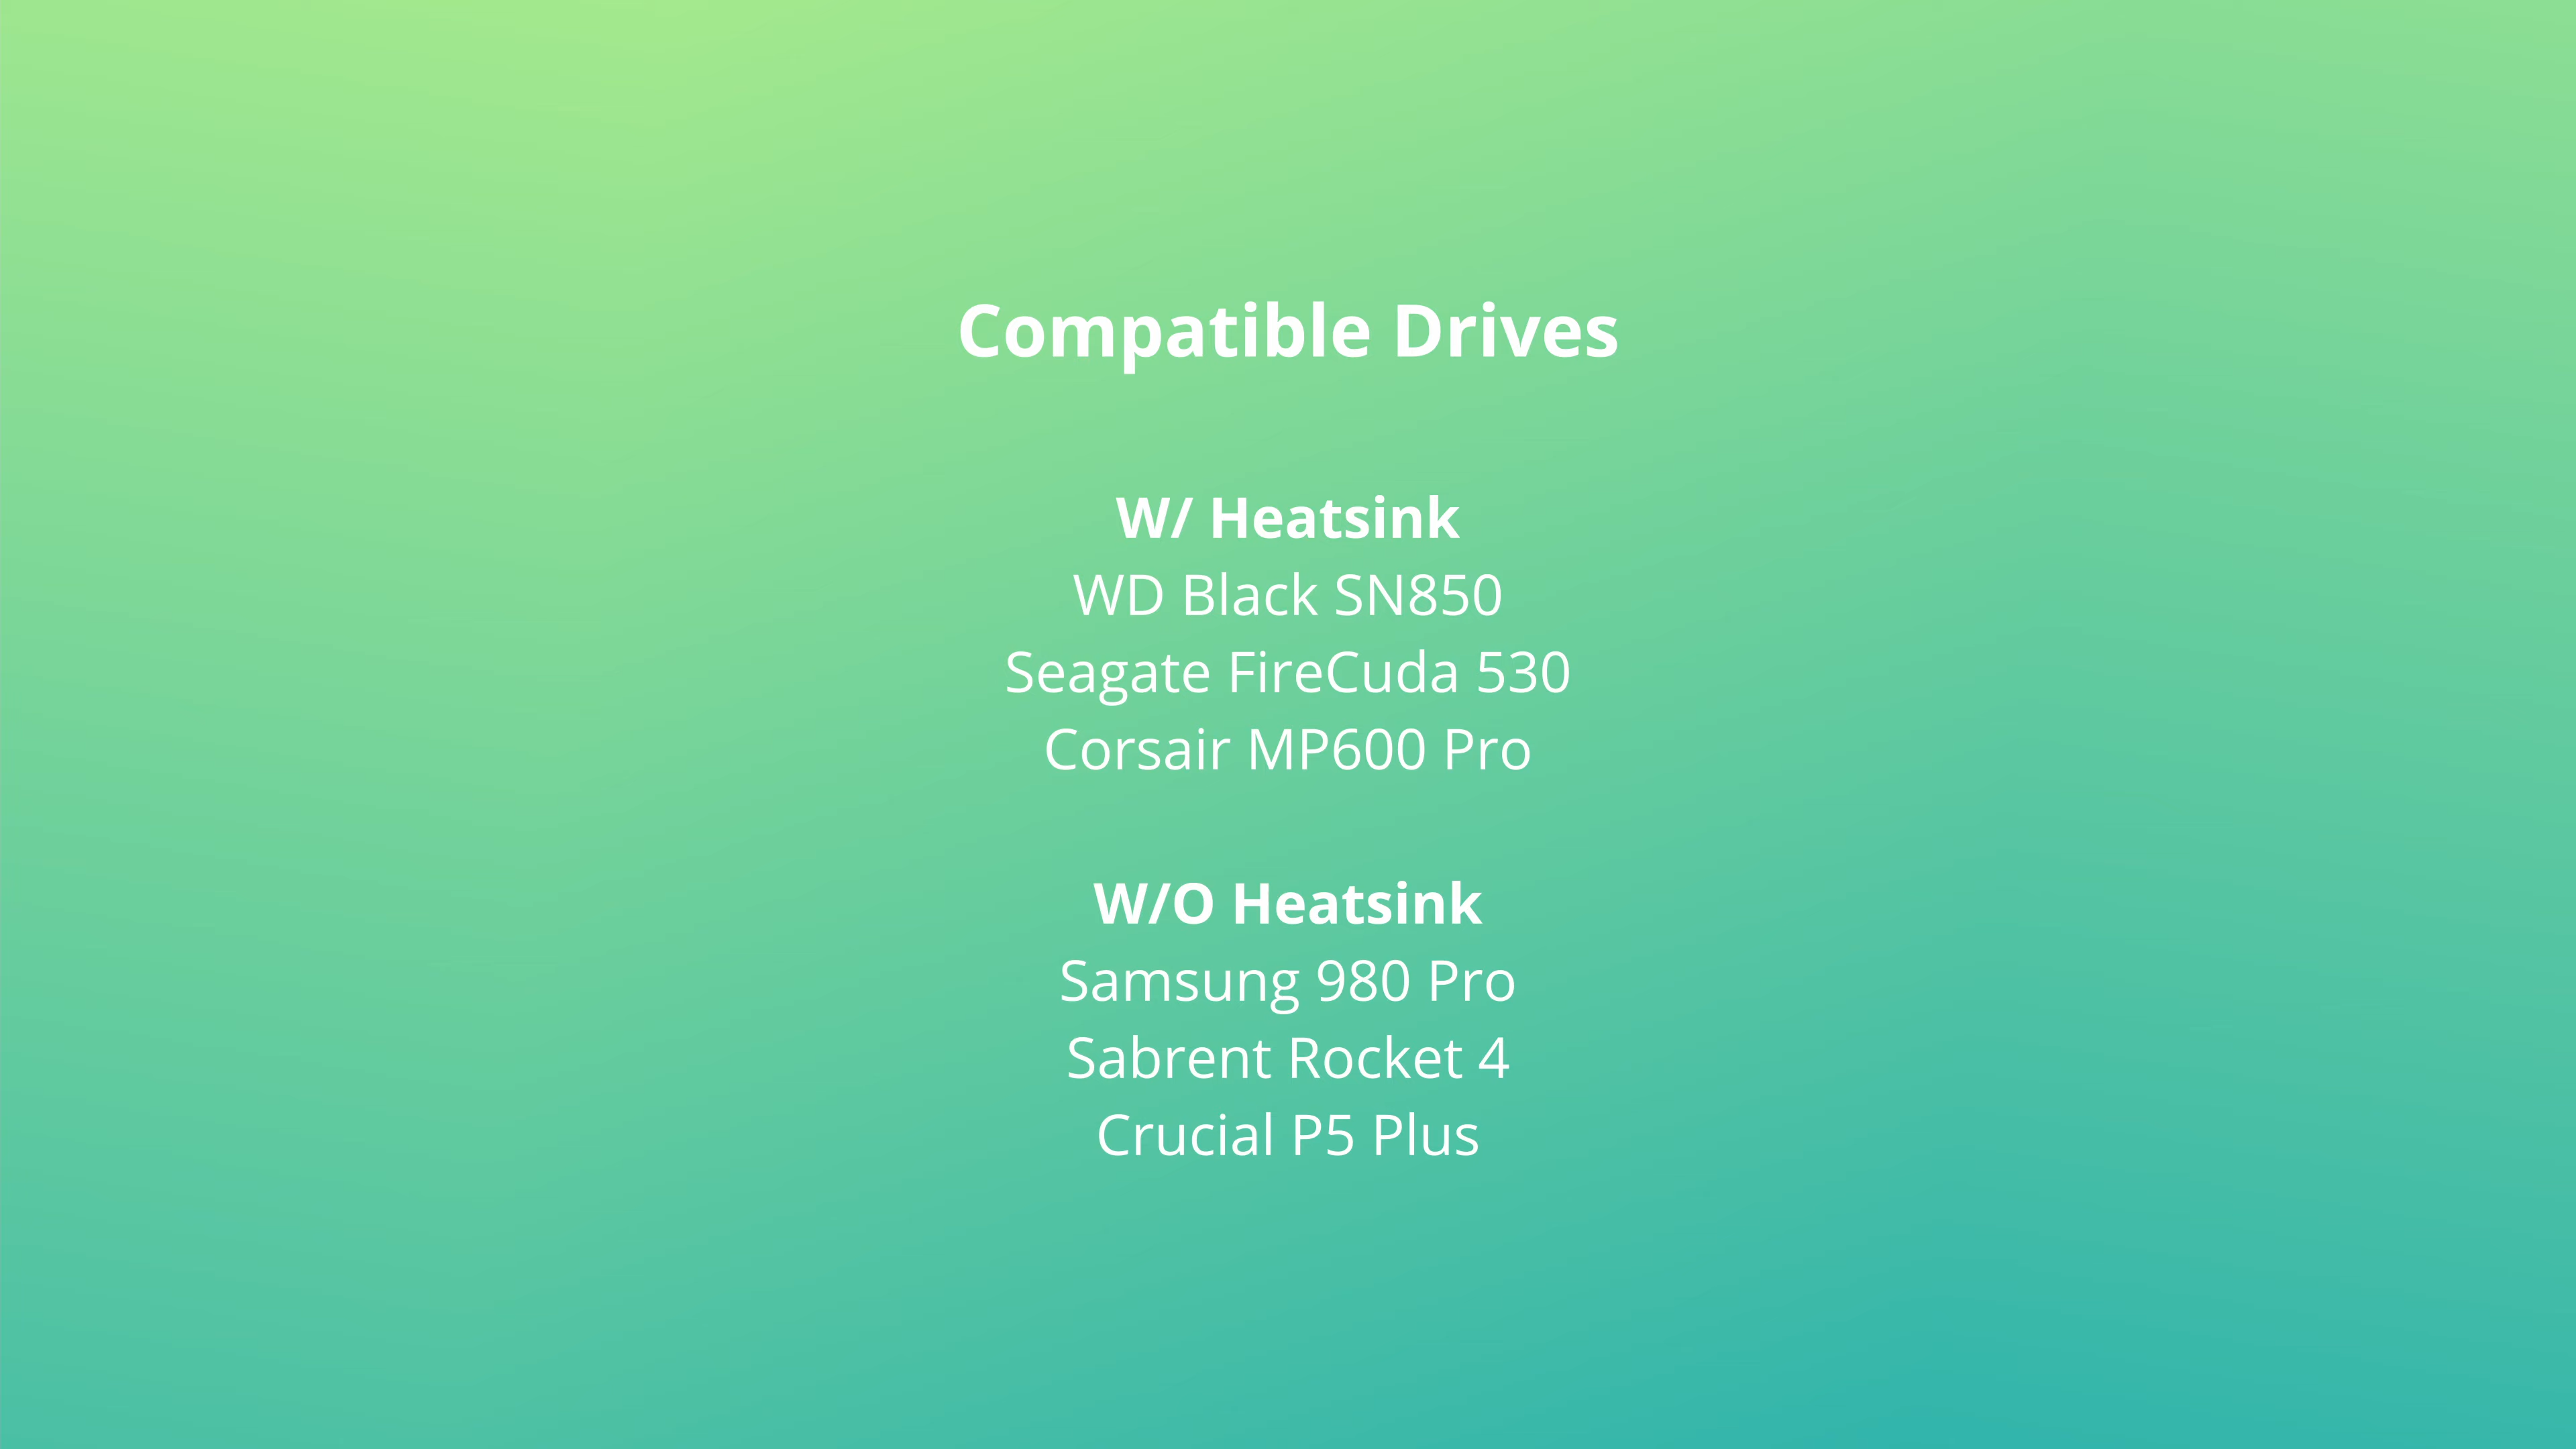 Compatible Drives
W/ Heatsink
WD Black SN850
Seagate FireCuda 530
Corsair MP600 Pro
W/O Heatsink
Samsung 980 Pro
Sabrent Rocket 4
Crucial P5 Plus